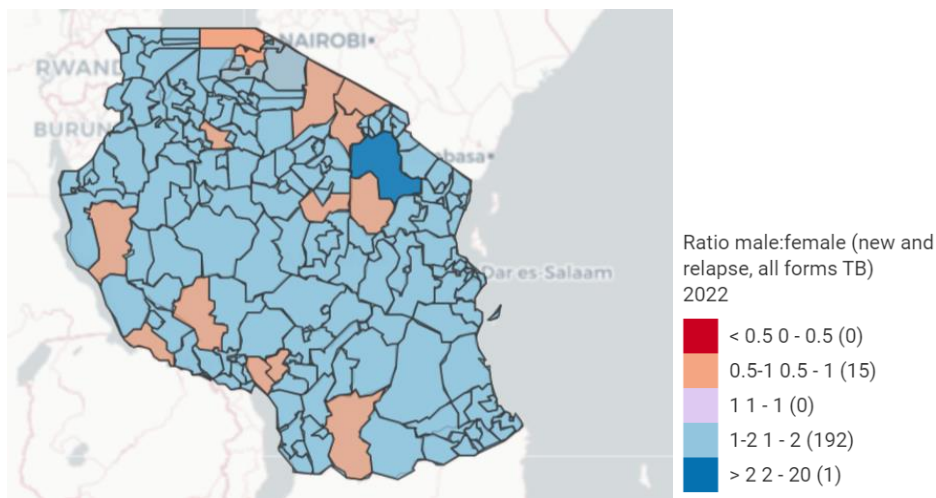 NAIROBI
RWAND
BURUN
basa
Dar es-Salaam
Ratio male:female (new and
relapse, all forms TB)
2022
< 0.5 0 - 0.5 (0)
0.5-1 0.5 - 1 (15)
1 1 - 1 (0)
1-2 1 - 2 (192)
> 2 2 - 20 (1)